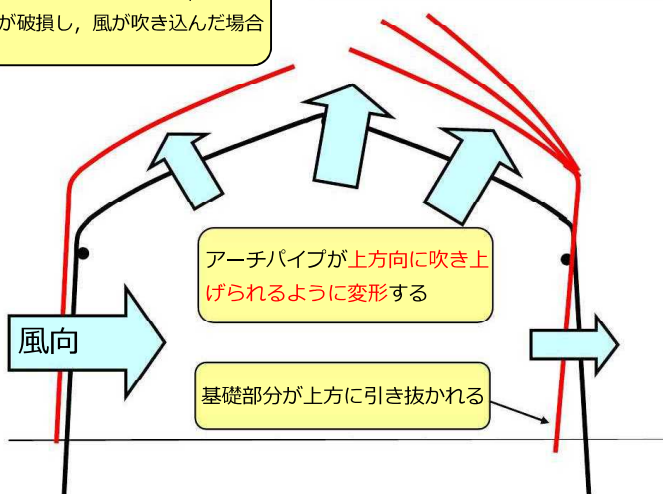 が破損し，風が吹き込んだ場合
アーチパイプが上方向に吹き上
げられるように変形する
風向
基礎部分が上方に引き抜かれる